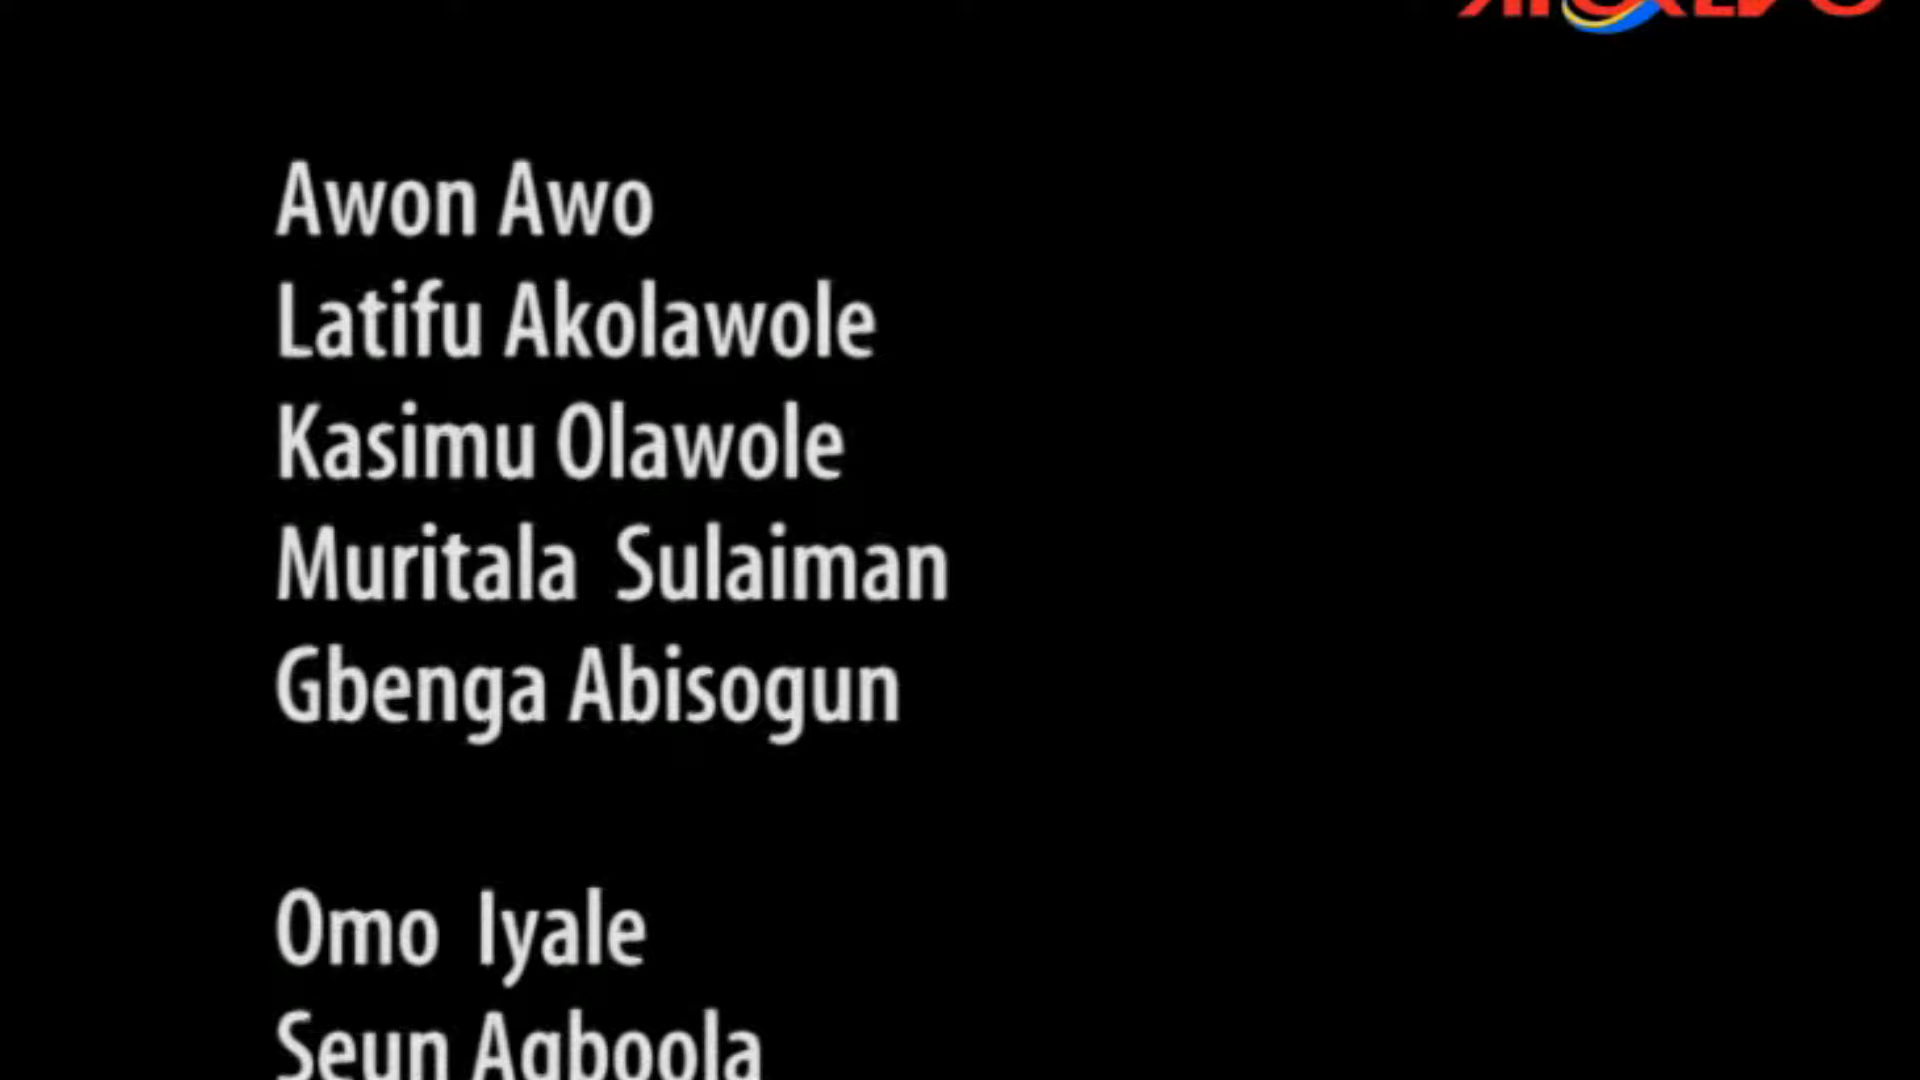 Awon Awo
Latifu Akolawole
Kasimu Olawole
Muritala Sulaiman
Gbenga Abisogun
Omo Iyale
Seun Agboola